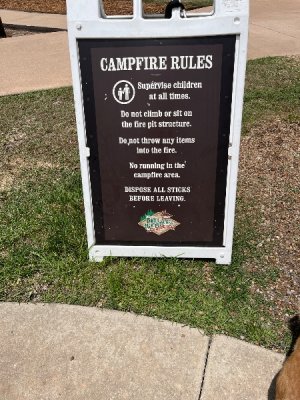 CAMPFIRE RULES
Supervise children
at all times.
Do not climb or sit on
the fire pit structure.
Do not throw any items
into the fire.
No running in the
campfire area.
DISPOSE ALL STICKS
BEFORE LEAVING.